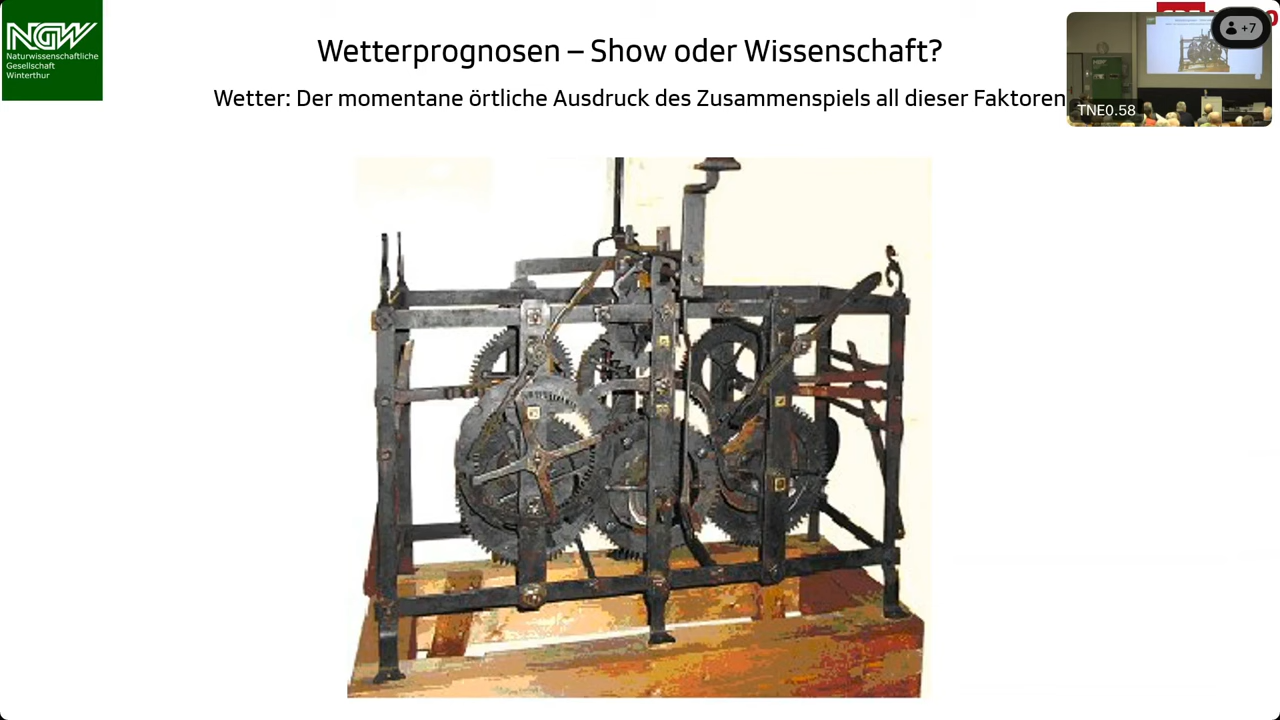 NGW
Naturwissenschaftliche
Gesellschaft
Winterthur
Wetterprognosen – Show oder Wissenschaft?
Wetter: Der momentane örtliche Ausdruck des Zusammenspiels all dieser Faktoren
+7
TNE0.58